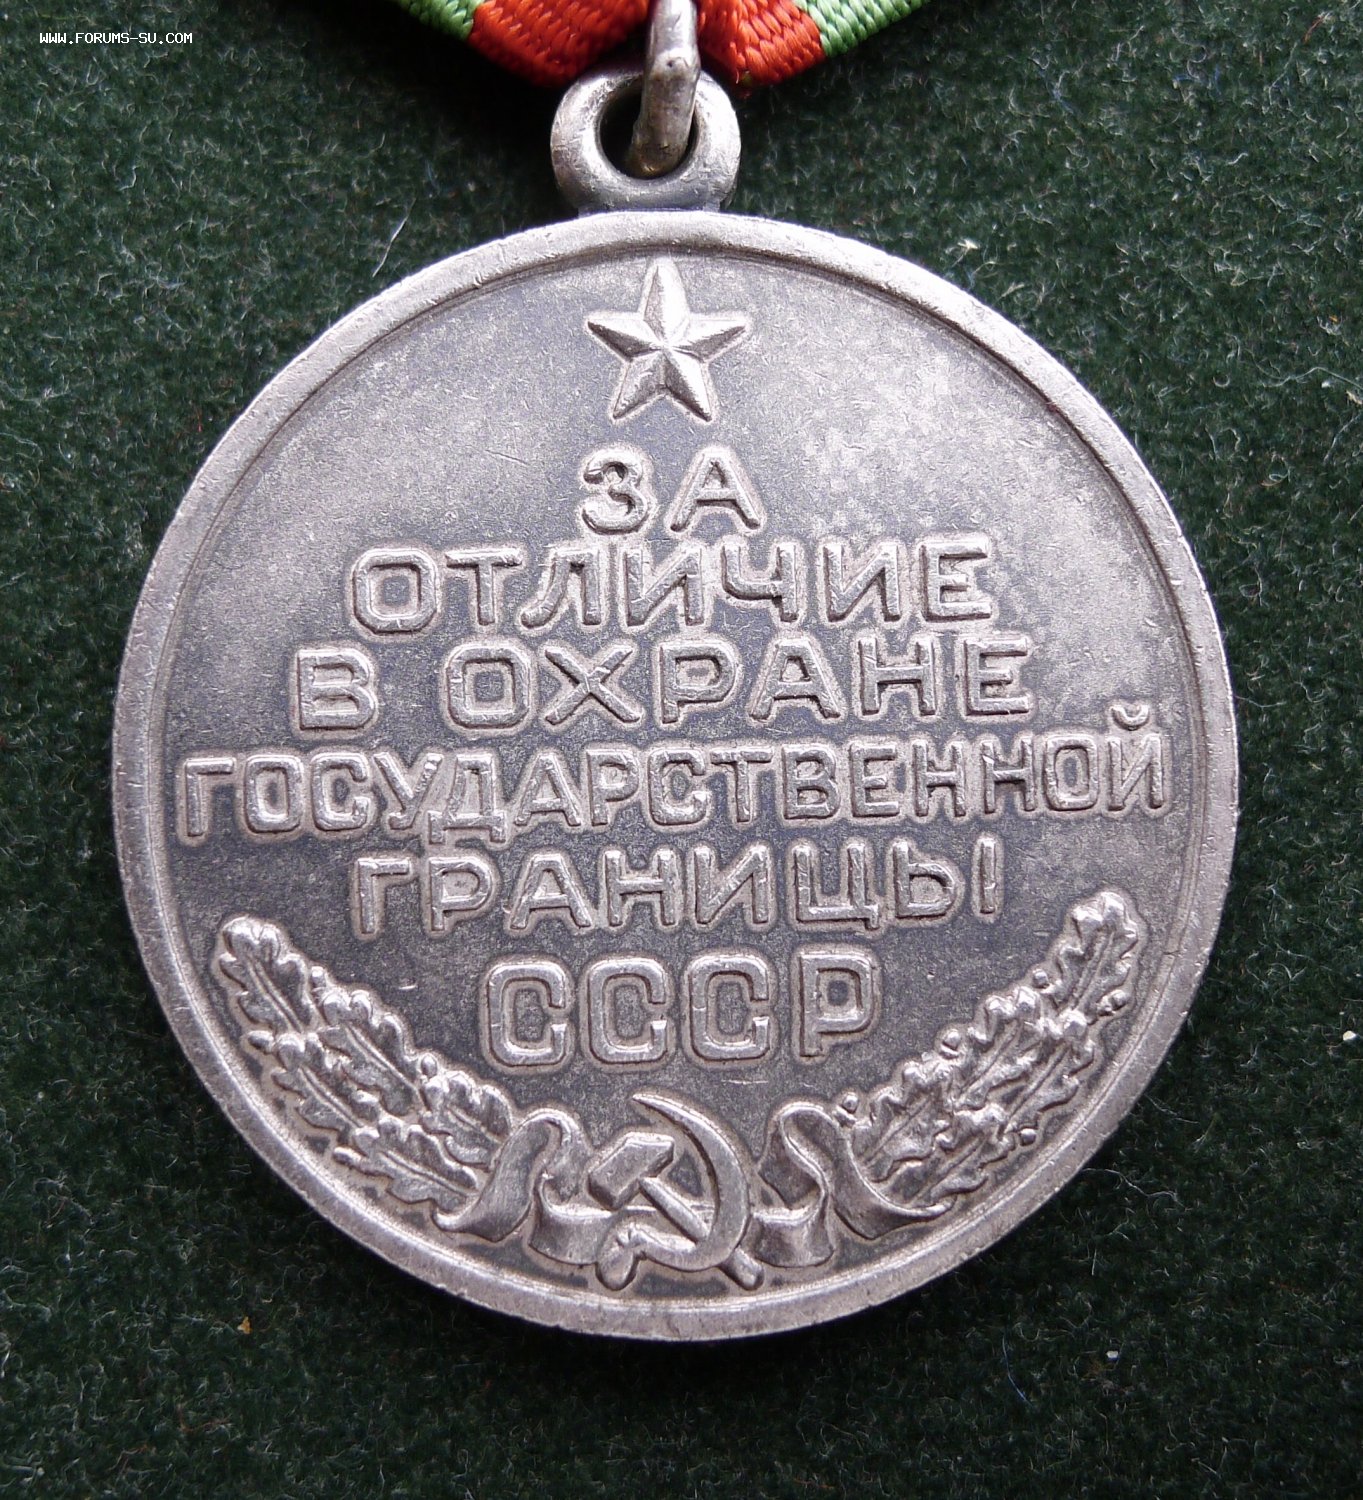 WWW.FORUMS-SU.COM
ЗА
ОТЛИЧИЕ
В ОХРАНЕ
ГОСУДАРСТВЕННОЙ
ГРАНИЦЫ
СССР